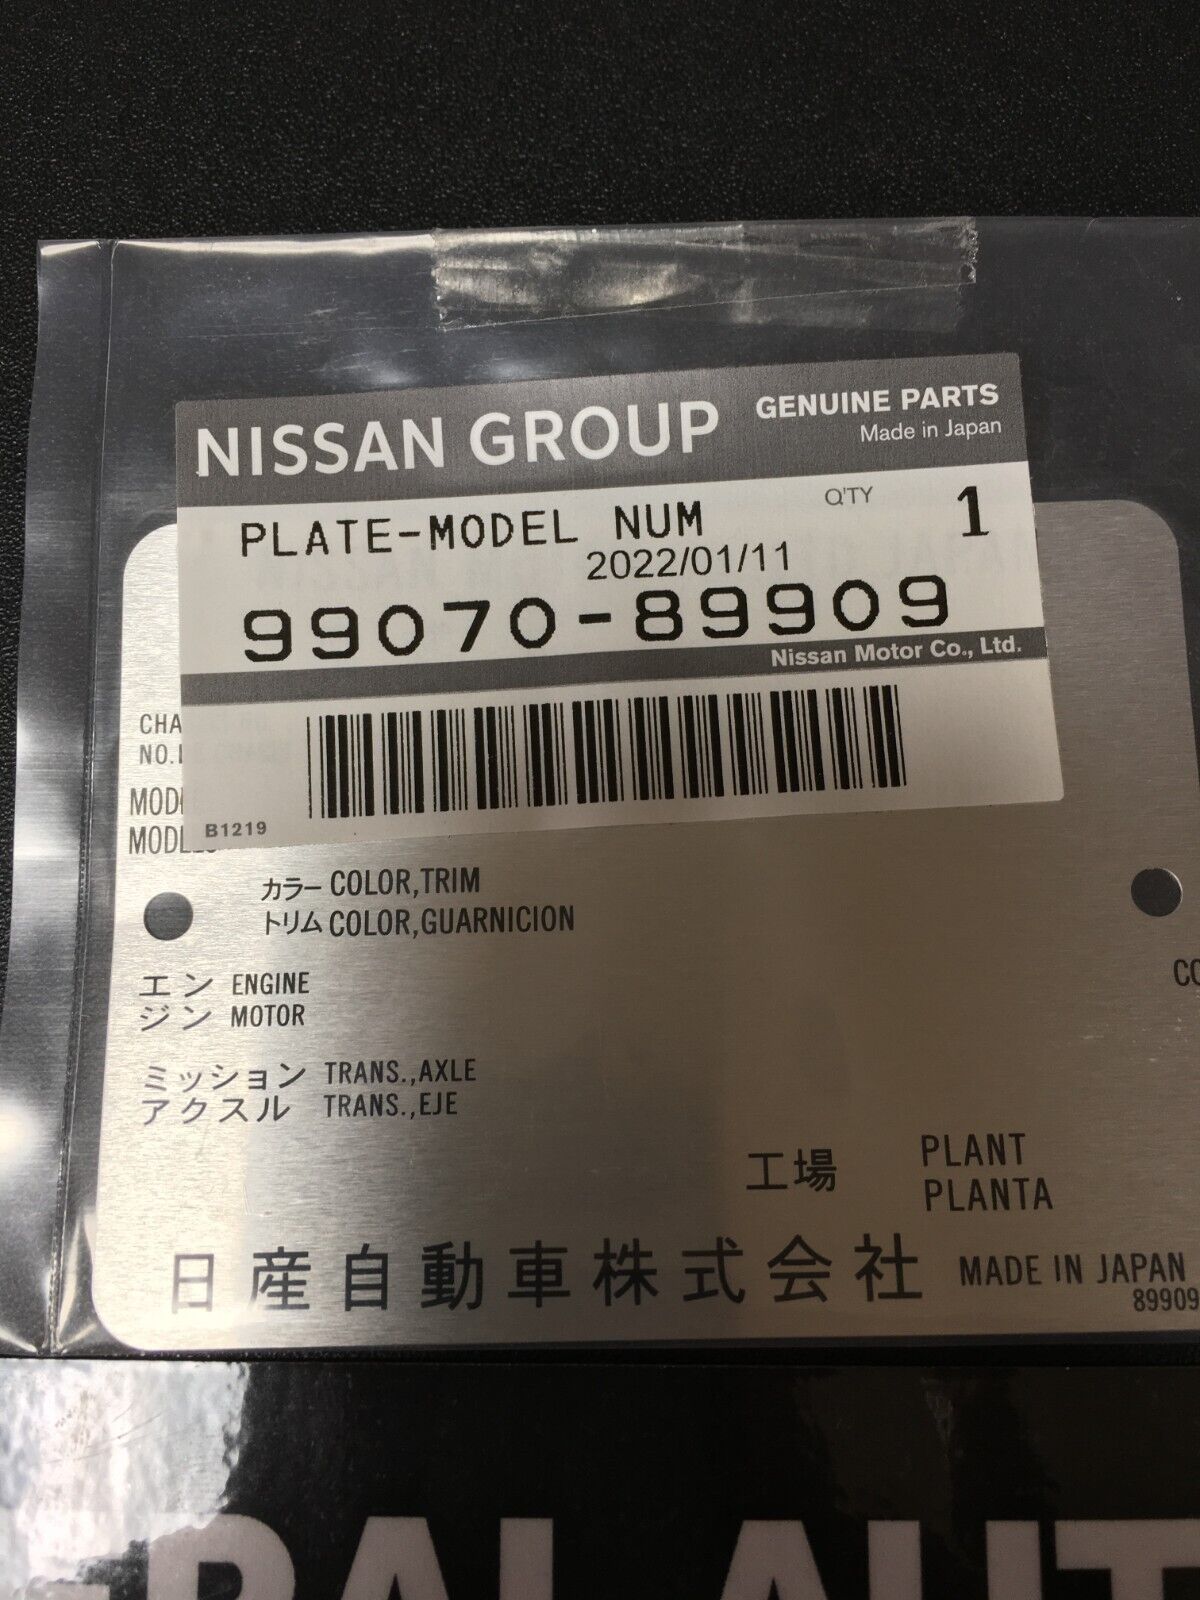 NISSAN GROUP GENUINE PARTS
Made in Japan
PLATE-MODEL NUM Q'TY 1
2022/01/11
99070-89909
Nissan Motor Co., Ltd.
B1219
カラー COLOR,TRIM
トリム COLOR,GUARNICION
エン ENGINE
ジン MOTOR
ミッション TRANS.,AXLE
アクスル TRANS.,EJE
工場 PLANT
PLANTA
日産自動車株式会社 MADE IN JAPAN
89909